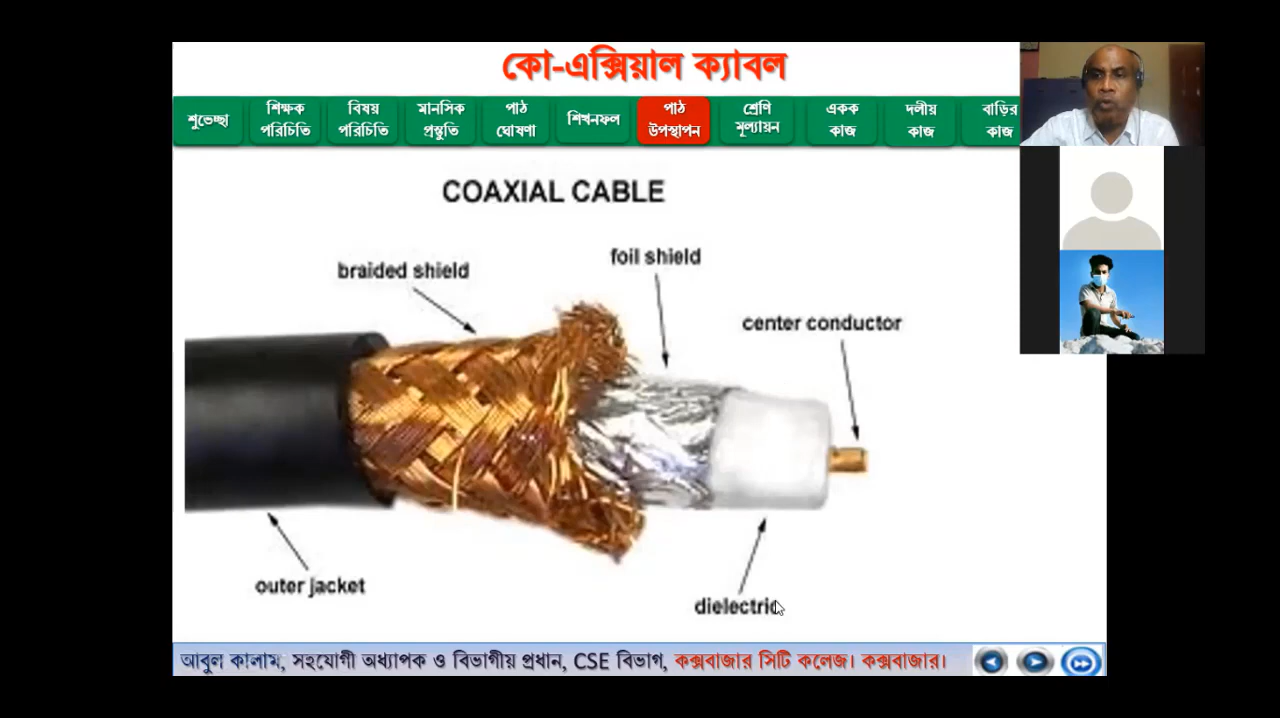 কো-এক্সিয়াল ক্যাবল
শুভেচ্ছা
শিক্ষক
পরিচিতি
বিষয়
পরিচিতি
মানসিক
প্রস্তুতি
পাঠ
ঘোষণা
শিখনফল
পাঠ
উপস্থাপন
শ্রেণি
মূল্যায়ন
একক
কাজ
দলীয়
কাজ
বাড়ির
কাজ
COAXIAL CABLE
braided shield
foil shield
center conductor
outer jacket
dielectric
আবুল কালাম, সহযোগী অধ্যাপক ও বিভাগীয় প্রধান, CSE বিভাগ, কক্সবাজার সিটি কলেজ। কক্সবাজার।